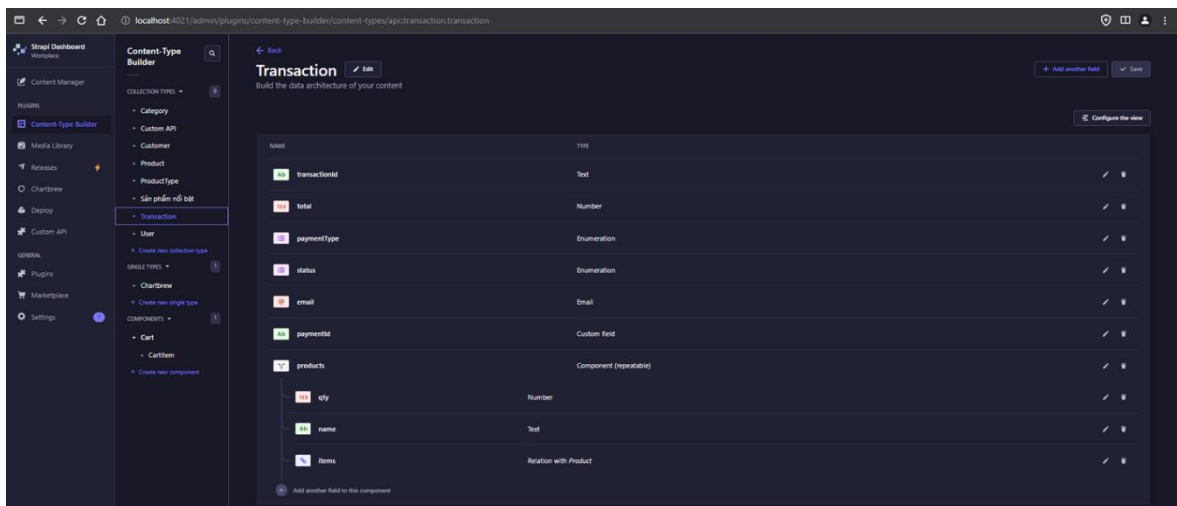 localhost:4021/admin/plugins/content-type-builder/content-types/api::transaction.transaction
Strapi Dashboard
Workplace
Content Manager
PLUGINS
Content-Type Builder
Media Library
Releases
Chartbrew
Deploy
Custom API
GENERAL
Plugins
Marketplace
Settings
1
Content-Type
Builder
COLLECTION TYPES
8
Category
Custom API
Customer
Product
ProductType
Sản phẩm nổi bật
Transaction
User
+ Create new collection type
SINGLE TYPES
1
Chartbrew
+ Create new single type
COMPONENTS
1
Cart
CartItem
+ Create new component
Back
Transaction
Edit
Build the data architecture of your content
+ Add another field
Save
Configure the view
NAME TYPE
Ab transactionId Text
123 total Number
paymentType Enumeration
status Enumeration
@ email Email
Ab paymentId Custom field
products Component (repeatable)
123 qty Number
Ab name Text
items Relation with Product
Add another field to this component